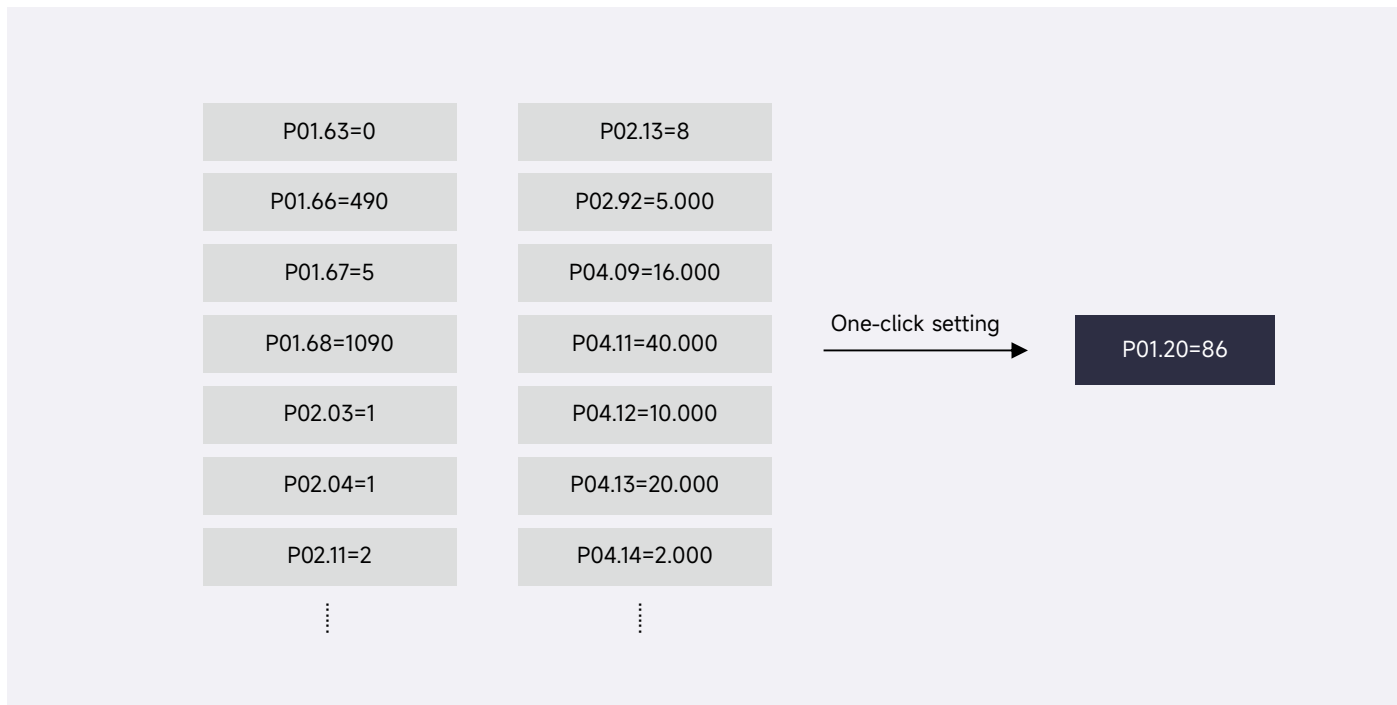 P01.63=0
P01.66=490
P01.67=5
P01.68=1090
P02.03=1
P02.04=1
P02.11=2
P02.13=8
P02.92=5.000
P04.09=16.000
P04.11=40.000
P04.12=10.000
P04.13=20.000
P04.14=2.000
One-click setting
P01.20=86